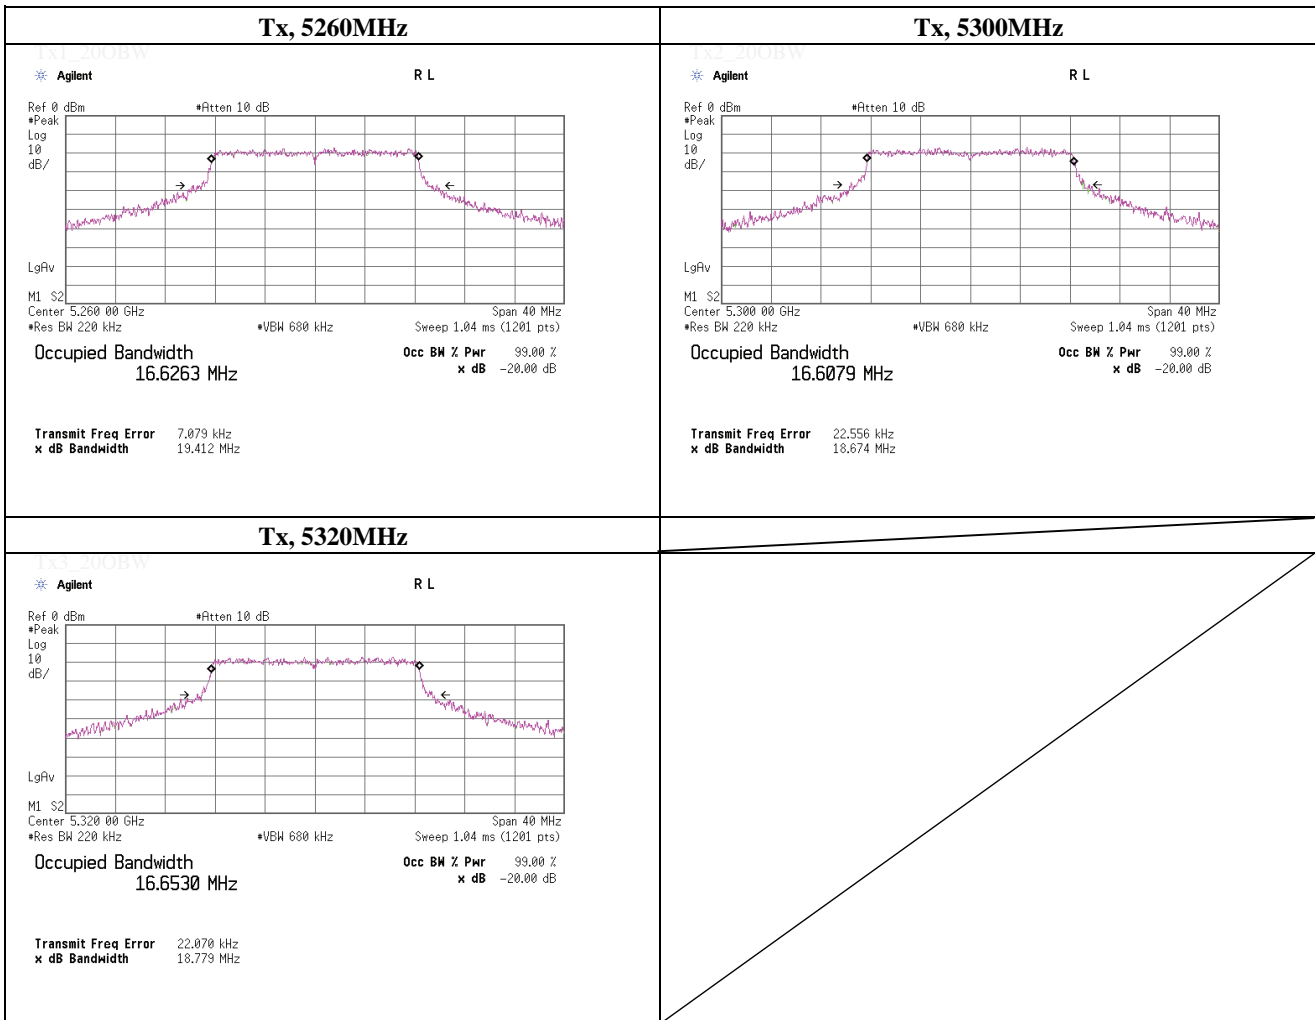 Tx, 5260MHz
Tx1_20OBW
Agilent R L
Ref 0 dBm #Atten 10 dB
#Peak
Log
10
dB/
LgAv
M1 S2
Center 5.260 00 GHz Span 40 MHz
#Res BW 220 kHz #VBW 680 kHz Sweep 1.04 ms (1201 pts)
Occupied Bandwidth Occ BW % Pwr 99.00 %
16.6263 MHz x dB -20.00 dB
Transmit Freq Error 7.079 kHz
x dB Bandwidth 19.412 MHz
Tx, 5300MHz
Tx2_20OBW
Agilent R L
Ref 0 dBm #Atten 10 dB
#Peak
Log
10
dB/
LgAv
M1 S2
Center 5.300 00 GHz Span 40 MHz
#Res BW 220 kHz #VBW 680 kHz Sweep 1.04 ms (1201 pts)
Occupied Bandwidth Occ BW % Pwr 99.00 %
16.6079 MHz x dB -20.00 dB
Transmit Freq Error 22.556 kHz
x dB Bandwidth 18.674 MHz
Tx, 5320MHz
Tx3_20OBW
Agilent R L
Ref 0 dBm #Atten 10 dB
#Peak
Log
10
dB/
LgAv
M1 S2
Center 5.320 00 GHz Span 40 MHz
#Res BW 220 kHz #VBW 680 kHz Sweep 1.04 ms (1201 pts)
Occupied Bandwidth Occ BW % Pwr 99.00 %
16.6530 MHz x dB -20.00 dB
Transmit Freq Error 22.070 kHz
x dB Bandwidth 18.779 MHz